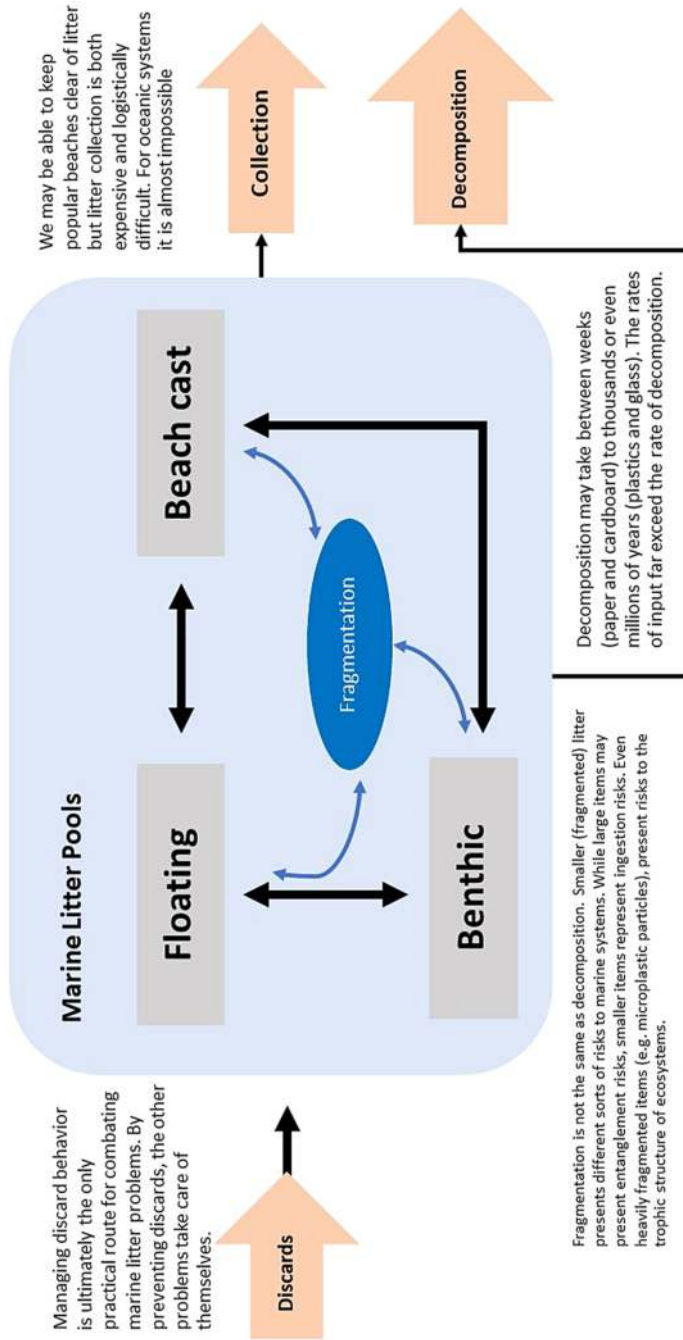 Managing discard behavior
is ultimately the only
practical route for combating
marine litter problems. By
preventing discards, the other
problems take care of
themselves.
Discards
Marine Litter Pools
Floating
Beach cast
Fragmentation
Benthic
We may be able to keep
popular beaches clear of litter
but litter collection is both
expensive and logistically
difficult. For oceanic systems
it is almost impossible
Collection
Decomposition
Fragmentation is not the same as decomposition. Smaller (fragmented) litter
presents different sorts of risks to marine systems. While large items may
present entanglement risks, smaller items represent ingestion risks. Even
heavily fragmented items (e.g. microplastic particles), present risks to the
trophic structure of ecosystems.
Decomposition may take between weeks
(paper and cardboard) to thousands or even
millions of years (plastics and glass). The rates
of input far exceed the rate of decomposition.